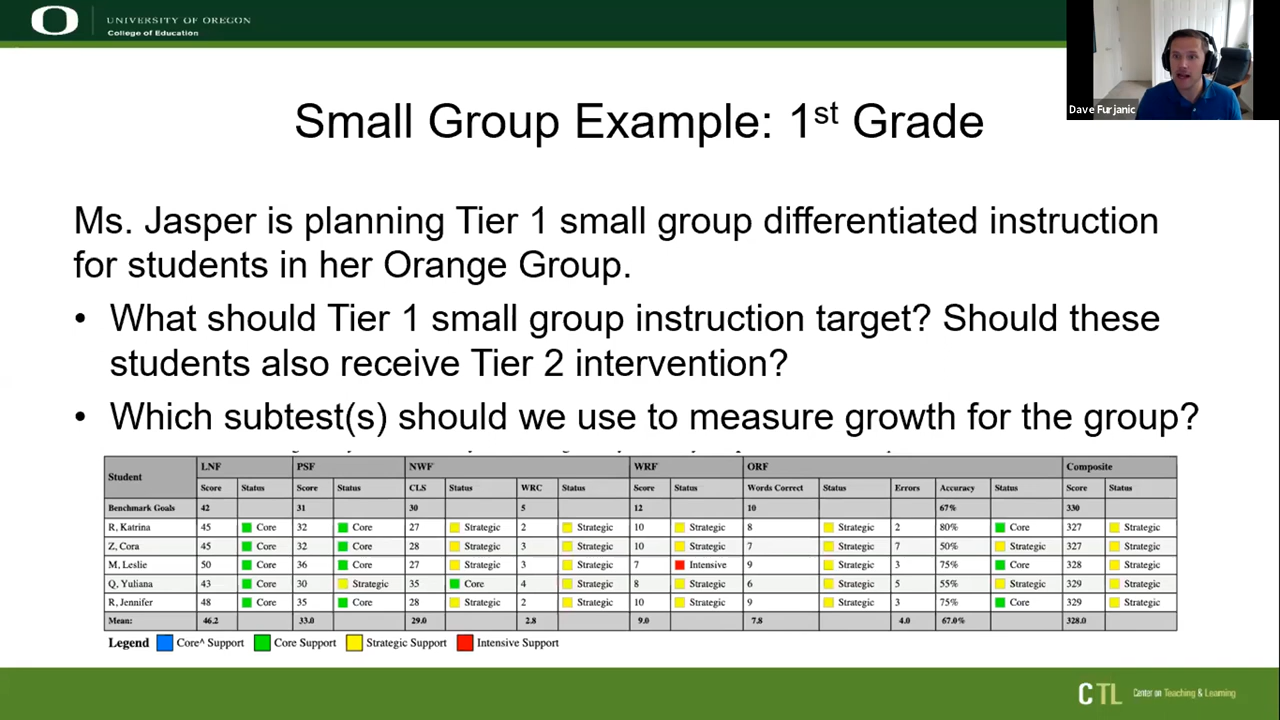 UNIVERSITY OF OREGON
College of Education
Dave Furjanic
Small Group Example: 1st Grade
Ms. Jasper is planning Tier 1 small group differentiated instruction
for students in her Orange Group.
• What should Tier 1 small group instruction target? Should these
students also receive Tier 2 intervention?
• Which subtest(s) should we use to measure growth for the group?
Student LNF PSF NWF WRF ORF Composite
Score Status Score Status CLS Status WRC Status Score Status Words Correct Status Errors Accuracy Status Score Status
Benchmark Goals 42 31 30 5 12 10 67% 330
R, Katrina 45 Core 32 Core 27 Strategic 2 Strategic 10 Strategic 8 Strategic 2 80% Core 327 Strategic
Z, Cora 45 Core 32 Core 28 Strategic 3 Strategic 10 Strategic 7 Strategic 7 50% Strategic 327 Strategic
M, Leslie 50 Core 36 Core 27 Strategic 3 Strategic 7 Intensive 9 Strategic 3 75% Core 328 Strategic
Q, Yuliana 43 Core 30 Strategic 35 Core 4 Strategic 8 Strategic 6 Strategic 5 55% Strategic 329 Strategic
R, Jennifer 48 Core 35 Core 28 Strategic 2 Strategic 10 Strategic 9 Strategic 3 75% Core 329 Strategic
Mean: 46.2 33.0 29.0 2.8 9.0 7.8 4.0 67.0% 328.0
Legend Core^ Support Core Support Strategic Support Intensive Support
CTL Center on Teaching & Learning